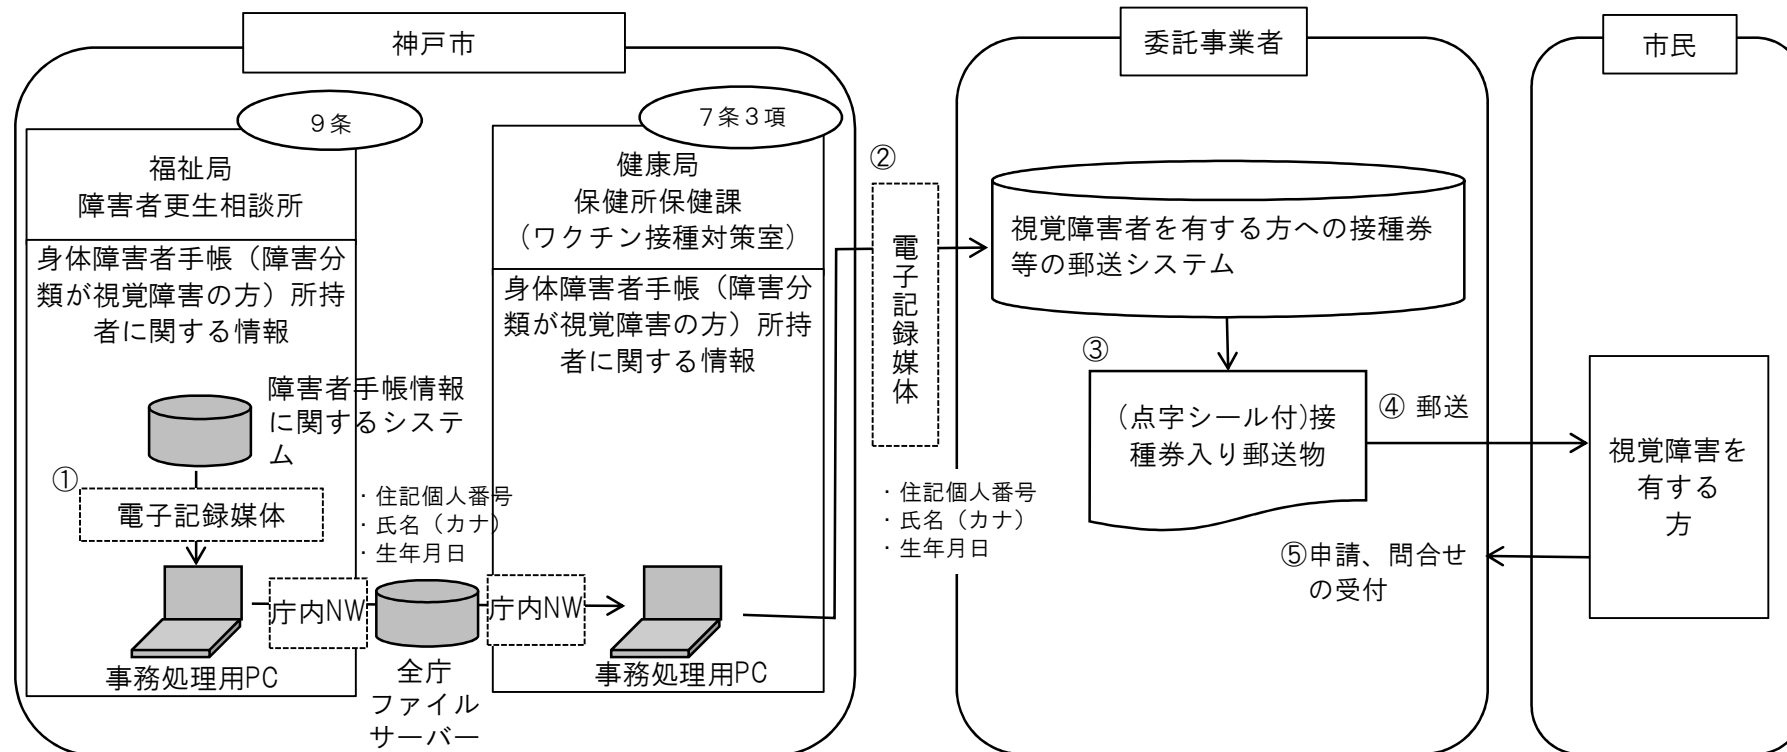 神戸市
９条
福祉局
障害者更生相談所
身体障害者手帳（障害分
類が視覚障害の方）所持
者に関する情報
障害者手帳情報
に関するシステ
ム
①
電子記録媒体
・住記個人番号
・氏名（カナ）
・生年月日
事務処理用PC
庁内NW
全庁
ファイル
サーバー
庁内NW
７条３項
健康局
保健所保健課
（ワクチン接種対策室）
身体障害者手帳（障害分
類が視覚障害の方）所持
者に関する情報
事務処理用PC
②
電子記録媒体
・住記個人番号
・氏名（カナ）
・生年月日
委託事業者
視覚障害者を有する方への接種券
等の郵送システム
③
(点字シール付)接
種券入り郵送物
④ 郵送
⑤申請、問合せ
の受付
市民
視覚障害を
有する
方